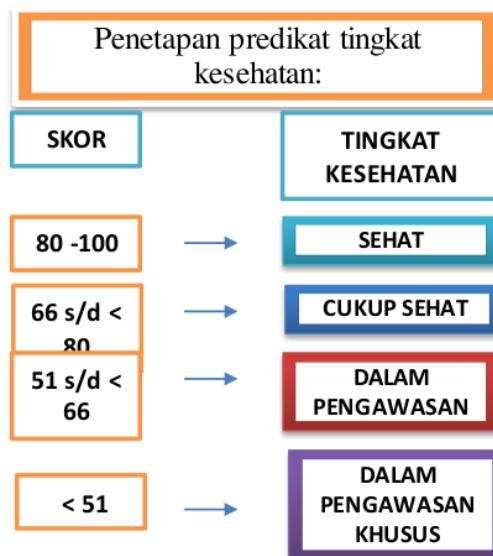 Penetapan predikat tingkat
kesehatan:
SKOR
TINGKAT
KESEHATAN
80 -100
SEHAT
66 s/d <
80
CUKUP SEHAT
51 s/d <
66
DALAM
PENGAWASAN
< 51
DALAM
PENGAWASAN
KHUSUS